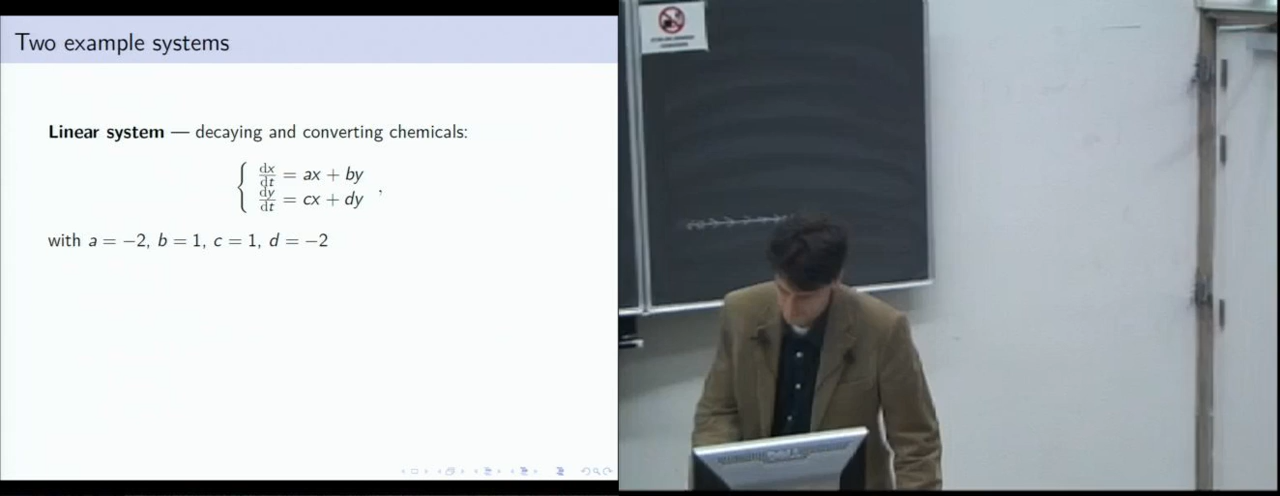 Two example systems
Linear system — decaying and converting chemicals:
dx/dt = ax + by
dy/dt = cx + dy ,
with a = −2, b = 1, c = 1, d = −2